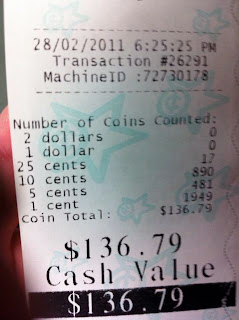 28/02/2011 6:25:25 PM
Transaction #26291
MachineID :72730178
Number of Coins Counted:
2 dollars 0
1 dollar 0
25 cents 17
10 cents 890
5 cents 481
1 cent 1949
Coin Total: $136.79
$136.79
Cash Value
$136.79